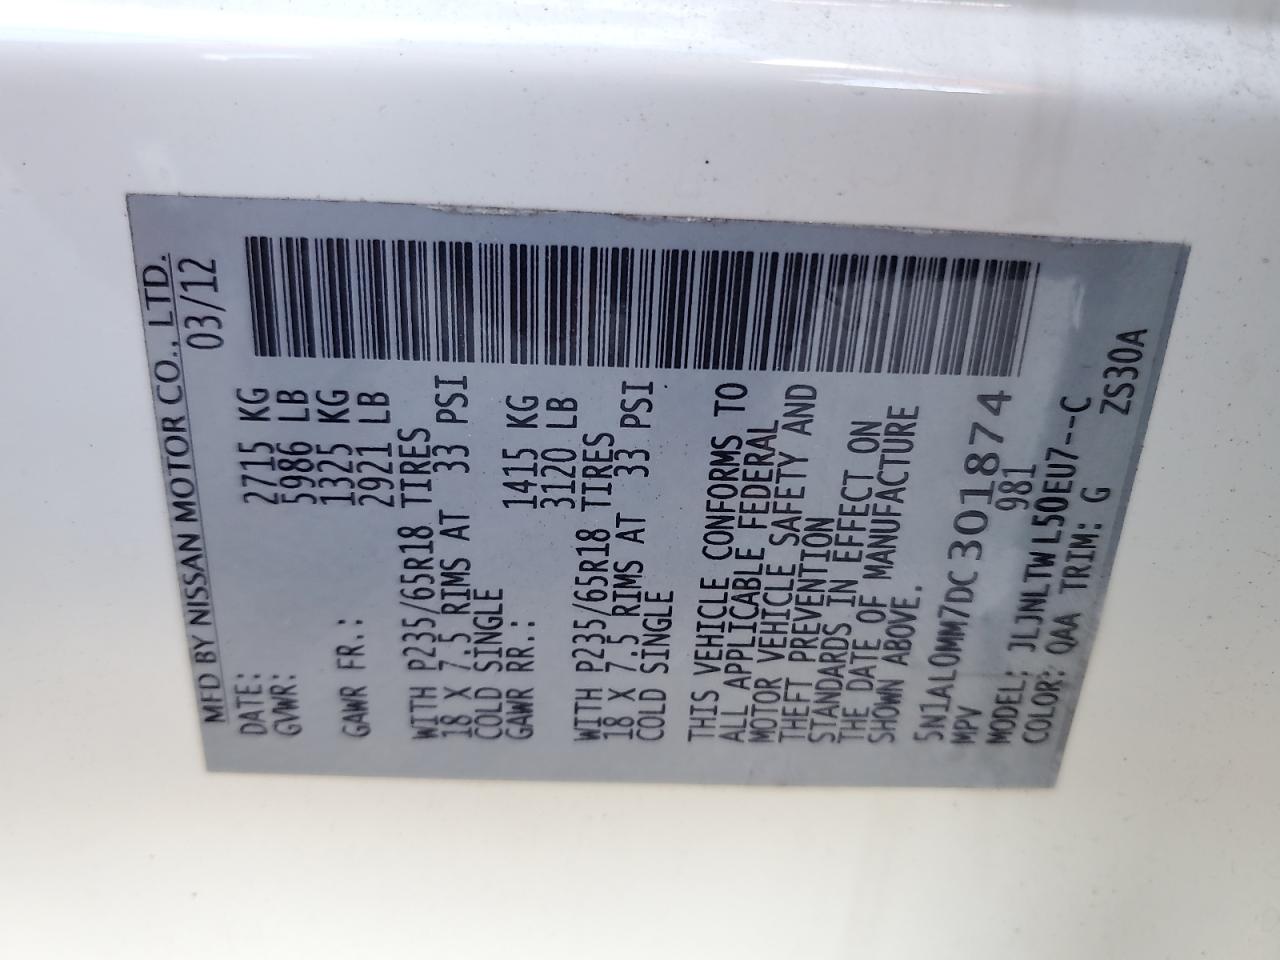 MFD BY NISSAN MOTOR CO., LTD.
DATE: 03/12
GVWR: 2715 KG
5986 LB
GAWR FR.: 1325 KG
2921 LB
WITH P235/65R18 TIRES
18 X 7.5 RIMS AT 33 PSI
COLD SINGLE
GAWR RR.: 1415 KG
3120 LB
WITH P235/65R18 TIRES
18 X 7.5 RIMS AT 33 PSI
COLD SINGLE
THIS VEHICLE CONFORMS TO
ALL APPLICABLE FEDERAL
MOTOR VEHICLE SAFETY AND
THEFT PREVENTION
STANDARDS IN EFFECT ON
THE DATE OF MANUFACTURE
SHOWN ABOVE.
5N1AL0MM7DC301874
MPV 981
MODEL: JLJNLTWL50EU7--C
COLOR: QAA TRIM: G ZS30A